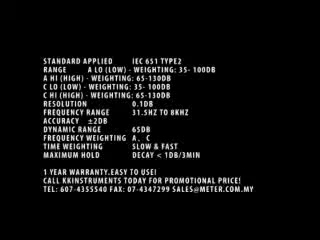 STANDARD APPLIED IEC 651 TYPE2
RANGE A LO (LOW) - WEIGHTING: 35- 100DB
A HI (HIGH) - WEIGHTING: 65-130DB
C LO (LOW) - WEIGHTING: 35- 100DB
C HI (HIGH) - WEIGHTING: 65-130DB
RESOLUTION 0.1DB
FREQUENCY RANGE 31.5HZ TO 8KHZ
ACCURACY ±2DB
DYNAMIC RANGE 65DB
FREQUENCY WEIGHTING A、C
TIME WEIGHTING SLOW & FAST
MAXIMUM HOLD DECAY < 1DB/3MIN
1 YEAR WARRANTY.EASY TO USE!
CALL KKINSTRUMENTS TODAY FOR PROMOTIONAL PRICE!
TEL: 607-4355540 FAX: 07-4347299 SALES@METER.COM.MY